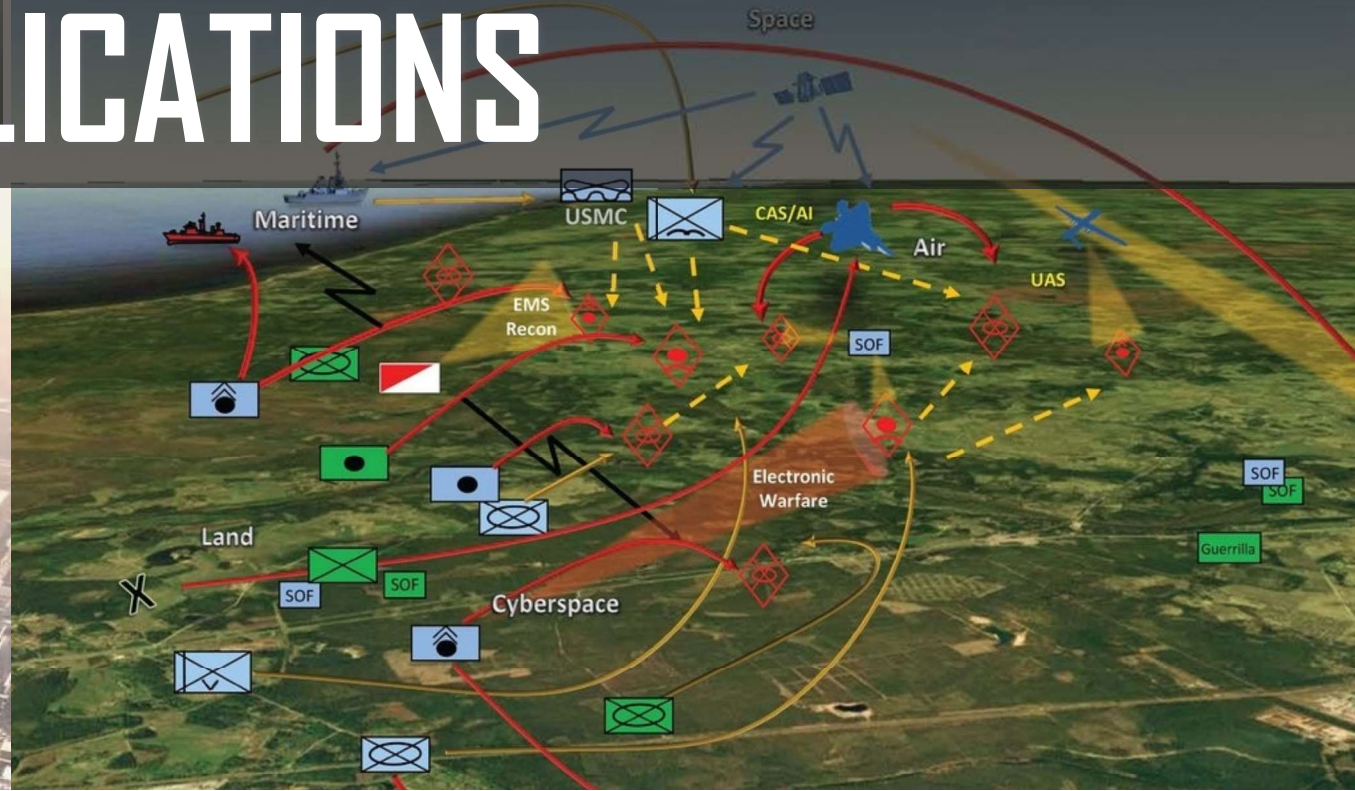 LICATIONS
Space
Maritime
USMC
CAS/AI
Air
UAS
EMS
Recon
SOF
Electronic
Warfare
SOF
SOF
Land
Guerrilla
SOF
SOF
Cyberspace